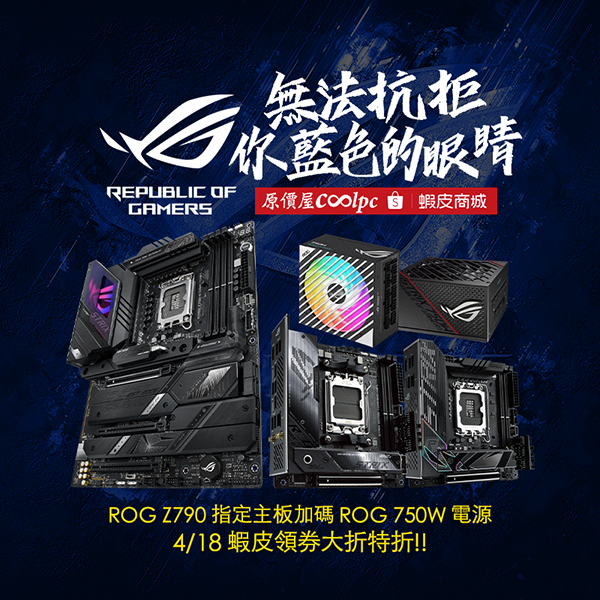 無法抗拒
你藍色的眼睛
REPUBLIC OF
GAMERS
原價屋coolpc S 蝦皮商城
STRIX
STRIX
ROG Z790 指定主板加碼 ROG 750W 電源
4/18 蝦皮領券大折特折!!